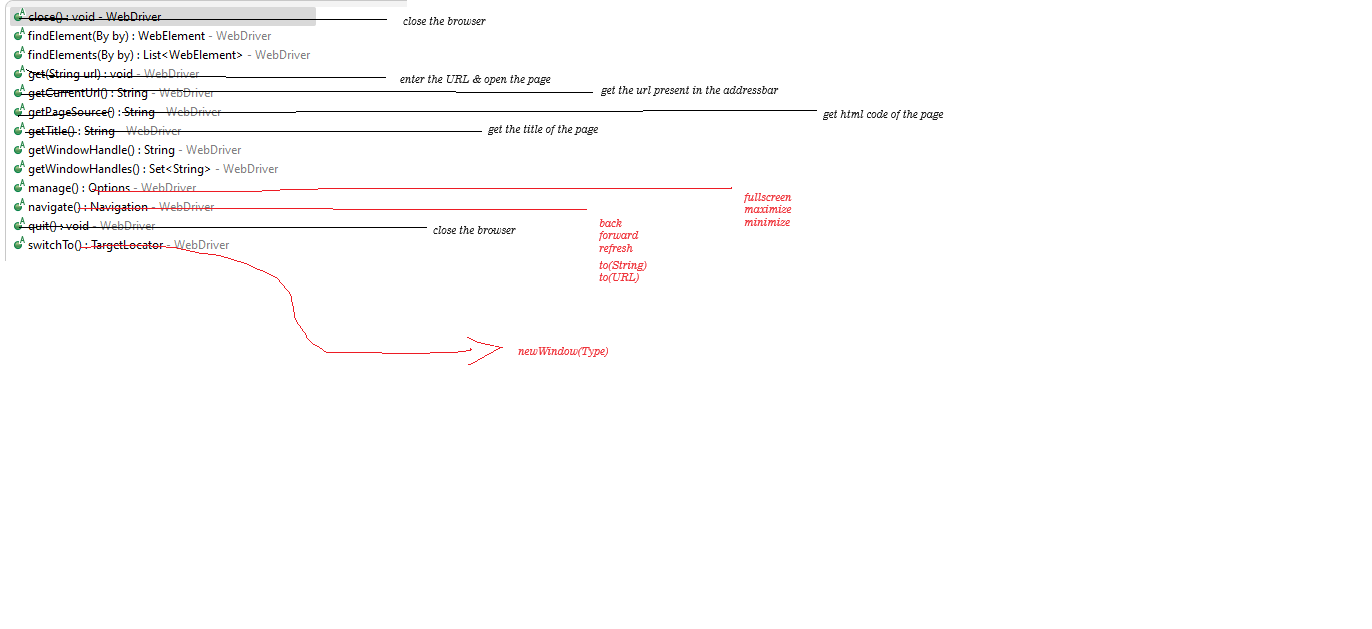 close() : void - WebDriver
close the browser
findElement(By by) : WebElement - WebDriver
findElements(By by) : List<WebElement> - WebDriver
get(String url) : void - WebDriver
enter the URL & open the page
getCurrentUrl() : String - WebDriver
get the url present in the addressbar
getPageSource() : String - WebDriver
get html code of the page
getTitle() : String - WebDriver
get the title of the page
getWindowHandle() : String - WebDriver
getWindowHandles() : Set<String> - WebDriver
manage() : Options - WebDriver
fullscreen
maximize
minimize
navigate() : Navigation - WebDriver
back
forward
refresh
to(String)
to(URL)
quit() : void - WebDriver
close the browser
switchTo() : TargetLocator - WebDriver
newWindow(Type)